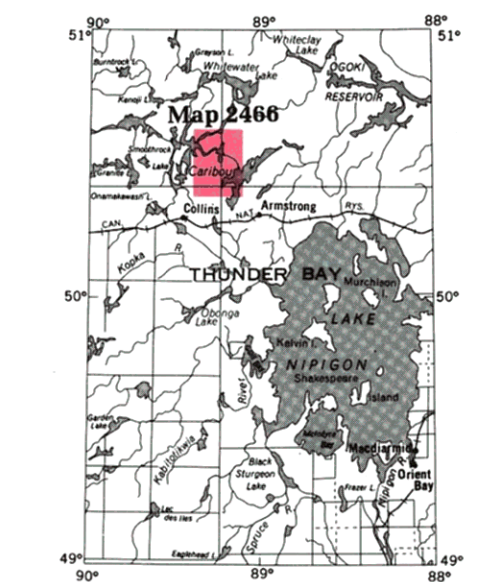 90°
89°
88°
51°
51°
Grayson L.
Whiteclay
Lake
Burntrock L.
Whitewater
Lake
OGOKI
RESERVOIR
Kenoji L.
Map 2466
Smoothrock
Lake
Granite
Caribou
Onamakawash L.
Collins
Armstrong
CAN.
NAT.
RYS.
Kopka
R.
THUNDER BAY
50°
50°
Murchison
I.
Obonga
Lake
LAKE
Kelvin I.
NIPIGON
Shakespeare
Island
River
Garden
Lake
McIntyre
Bay
Macdiarmid
Kabitotikwia
Black
Sturgeon
Lake
Orient
Bay
Nipigon R.
Frazer L.
Lac
des Iles
Spruce
R.
Eaglehead L.
49°
49°
90°
89°
88°